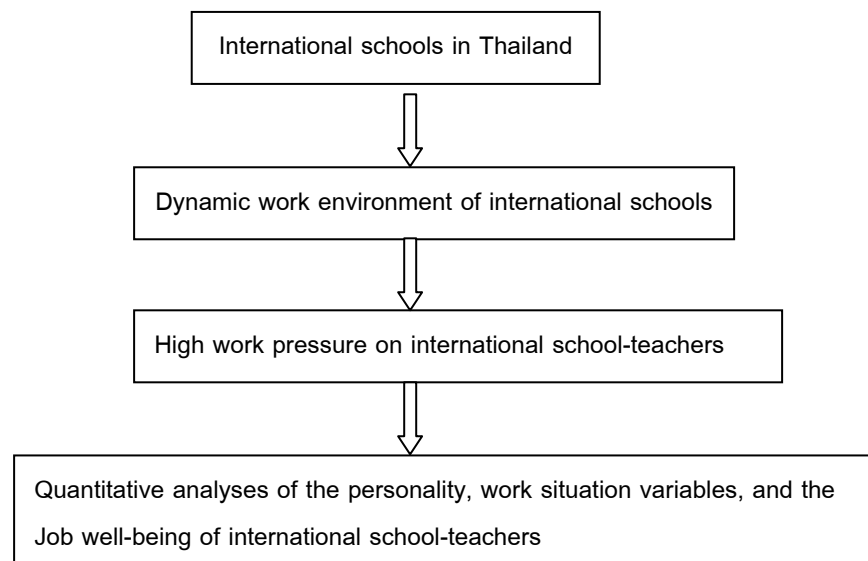 International schools in Thailand
Dynamic work environment of international schools
High work pressure on international school-teachers
Quantitative analyses of the personality, work situation variables, and the
Job well-being of international school-teachers